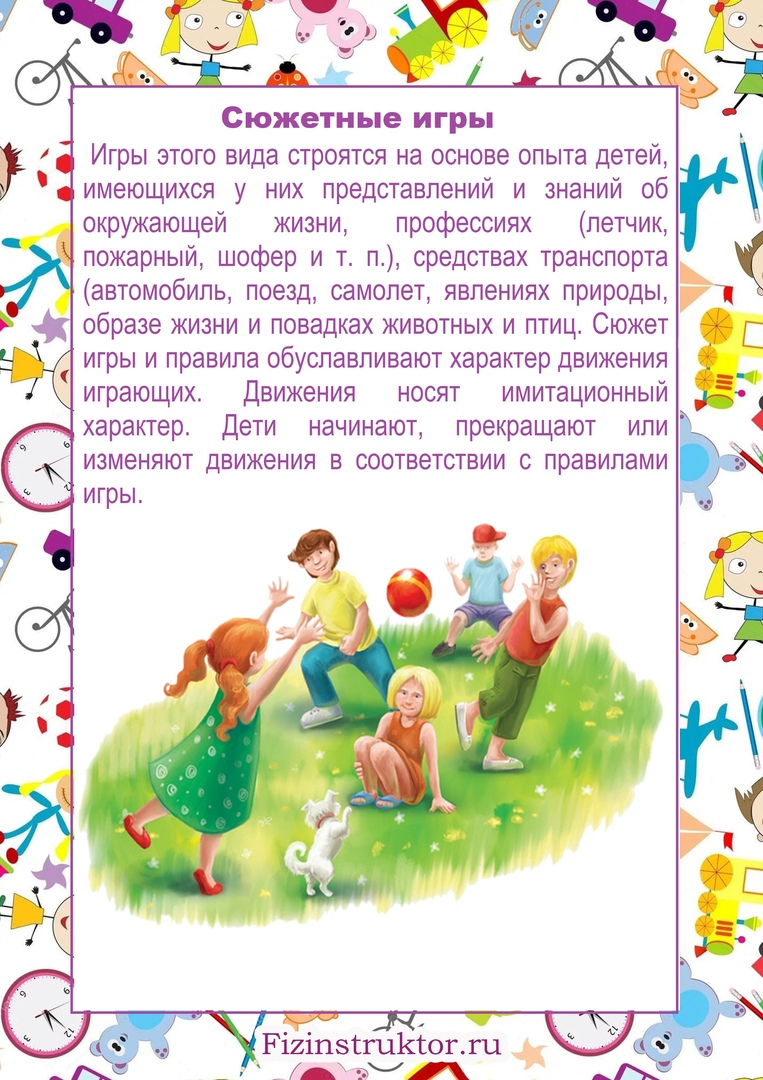 Сюжетные игры
Игры этого вида строятся на основе опыта детей,
имеющихся у них представлений и знаний об
окружающей жизни, профессиях (летчик,
пожарный, шофер и т. п.), средствах транспорта
(автомобиль, поезд, самолет, явлениях природы,
образе жизни и повадках животных и птиц. Сюжет
игры и правила обуславливают характер движения
играющих. Движения носят имитационный
характер. Дети начинают, прекращают или
изменяют движения в соответствии с правилами
игры.
Fizinstruktor.ru